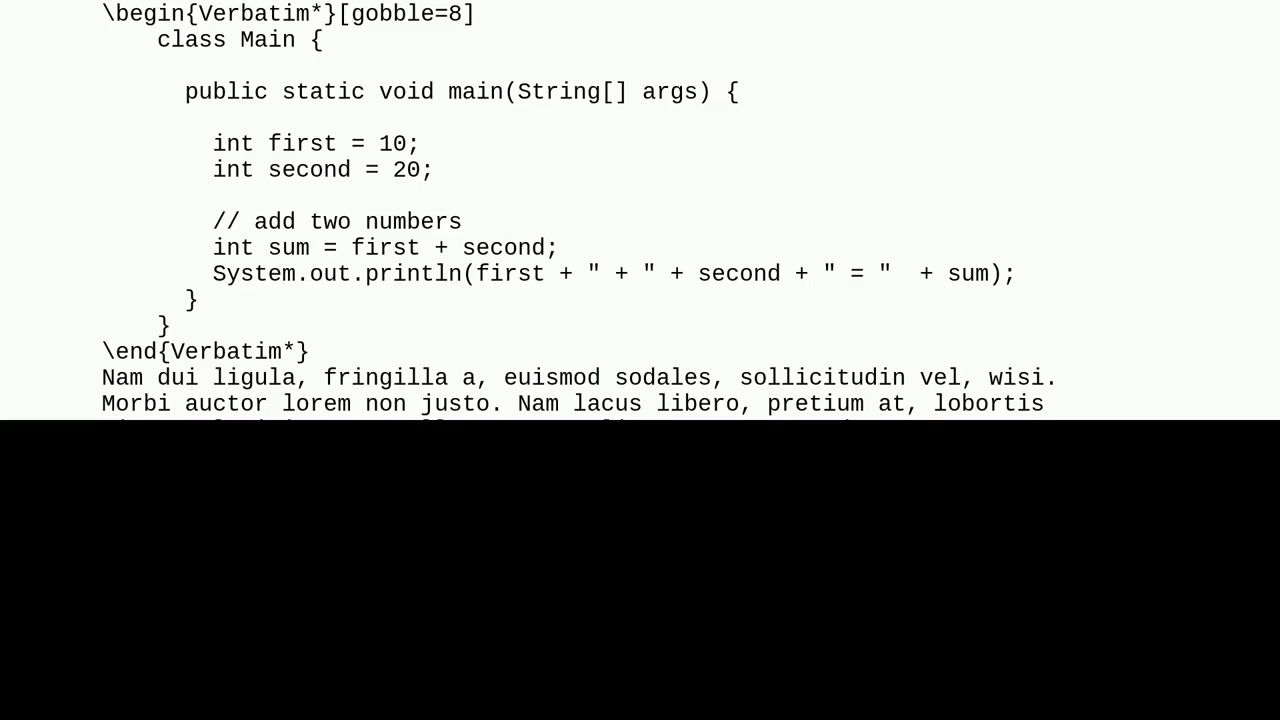 \begin{Verbatim*}[gobble=8]
    class Main {

      public static void main(String[] args) {

        int first = 10;
        int second = 20;

        // add two numbers
        int sum = first + second;
        System.out.println(first + " + " + second + " = "  + sum);
      }
    }
\end{Verbatim*}
Nam dui ligula, fringilla a, euismod sodales, sollicitudin vel, wisi.
Morbi auctor lorem non justo. Nam lacus libero, pretium at, lobortis